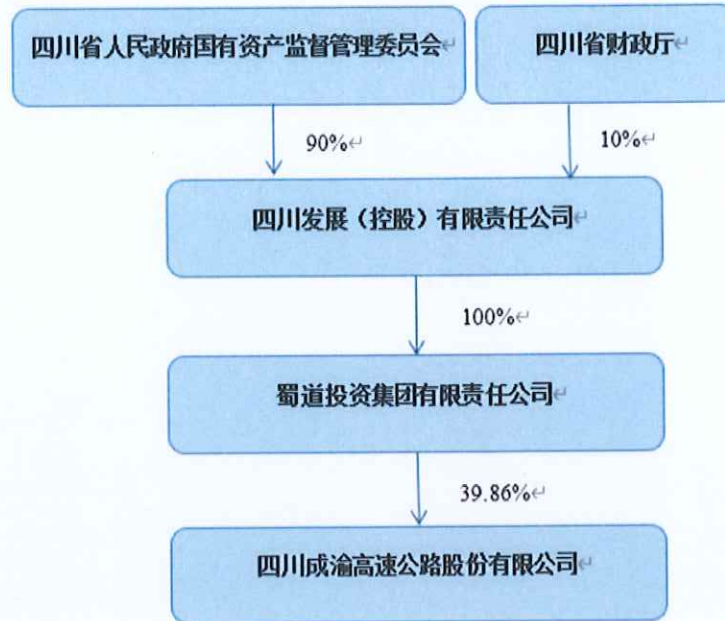 四川省人民政府国有资产监督管理委员会
四川省财政厅
90%
10%
四川发展（控股）有限责任公司
100%
蜀道投资集团有限责任公司
39.86%
四川成渝高速公路股份有限公司